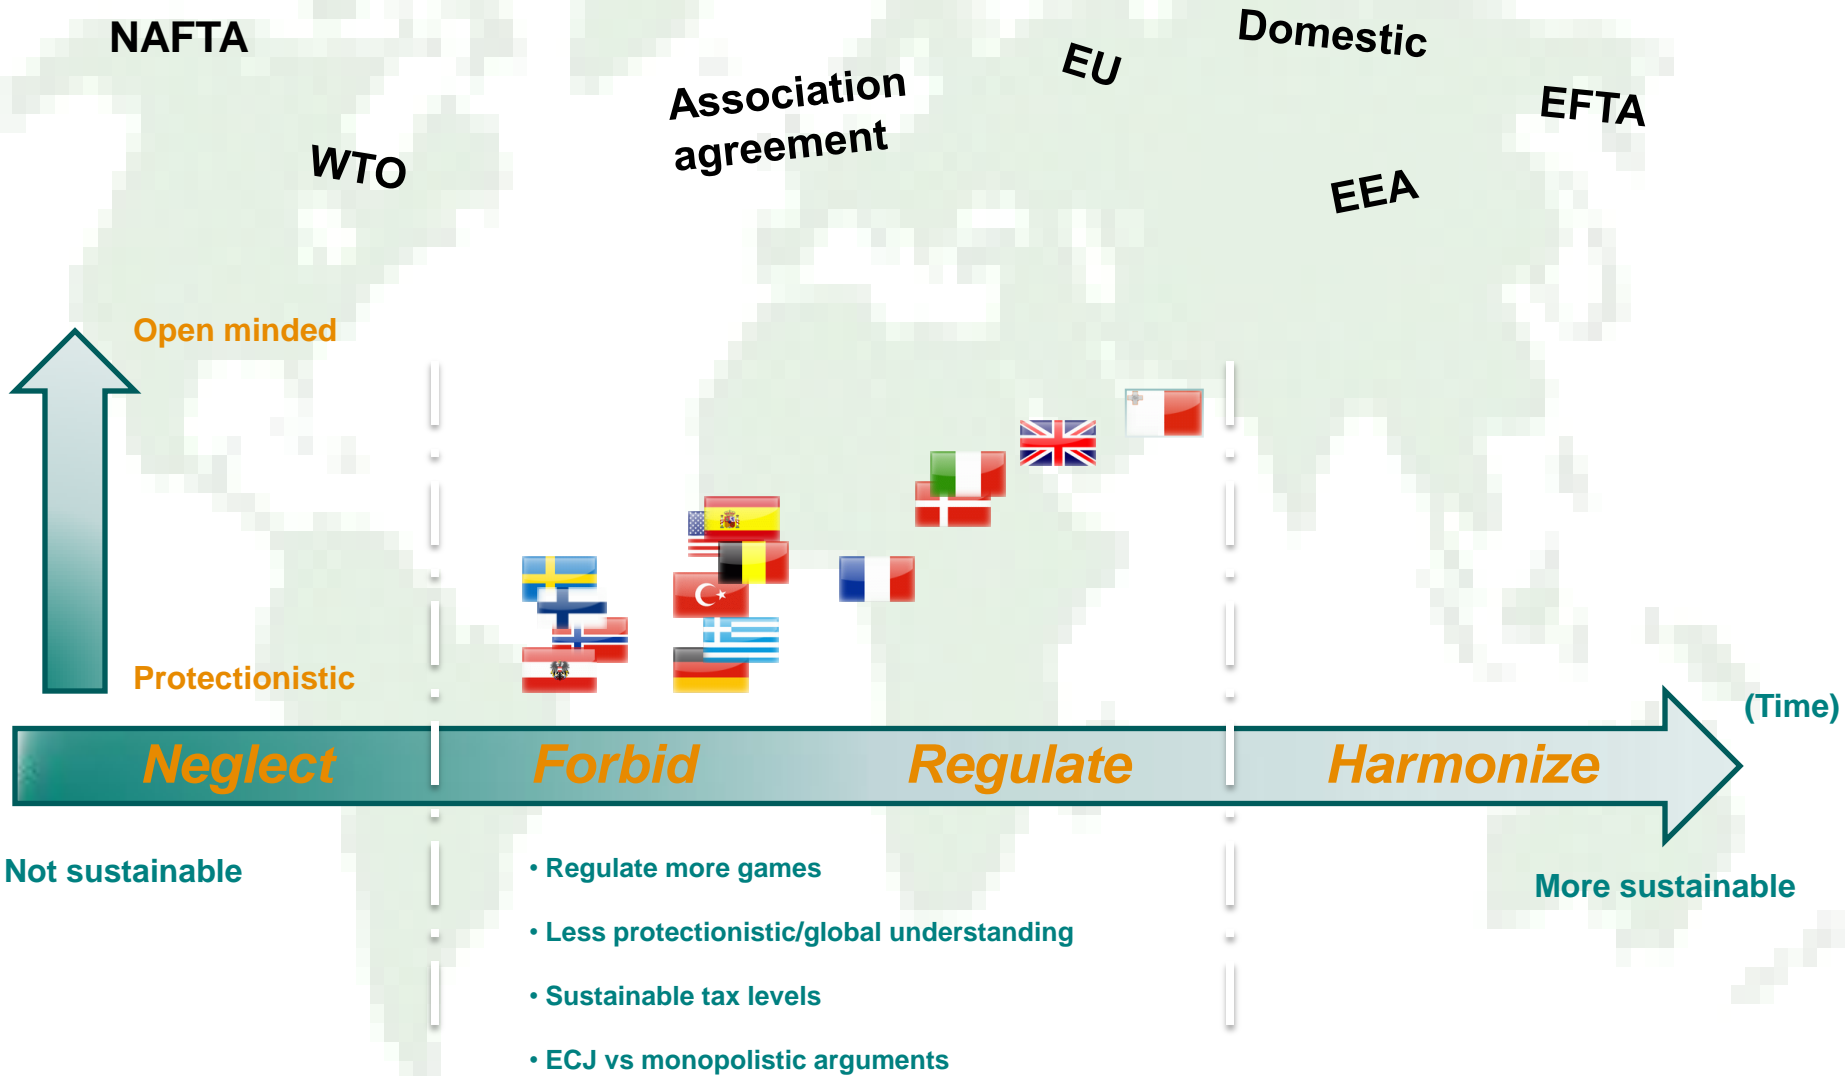 NAFTA
Domestic
EU
Association
agreement
EFTA
WTO
EEA
Open minded
Protectionistic
(Time)
Neglect
Forbid
Regulate
Harmonize
Not sustainable
• Regulate more games
More sustainable
• Less protectionistic/global understanding
• Sustainable tax levels
• ECJ vs monopolistic arguments